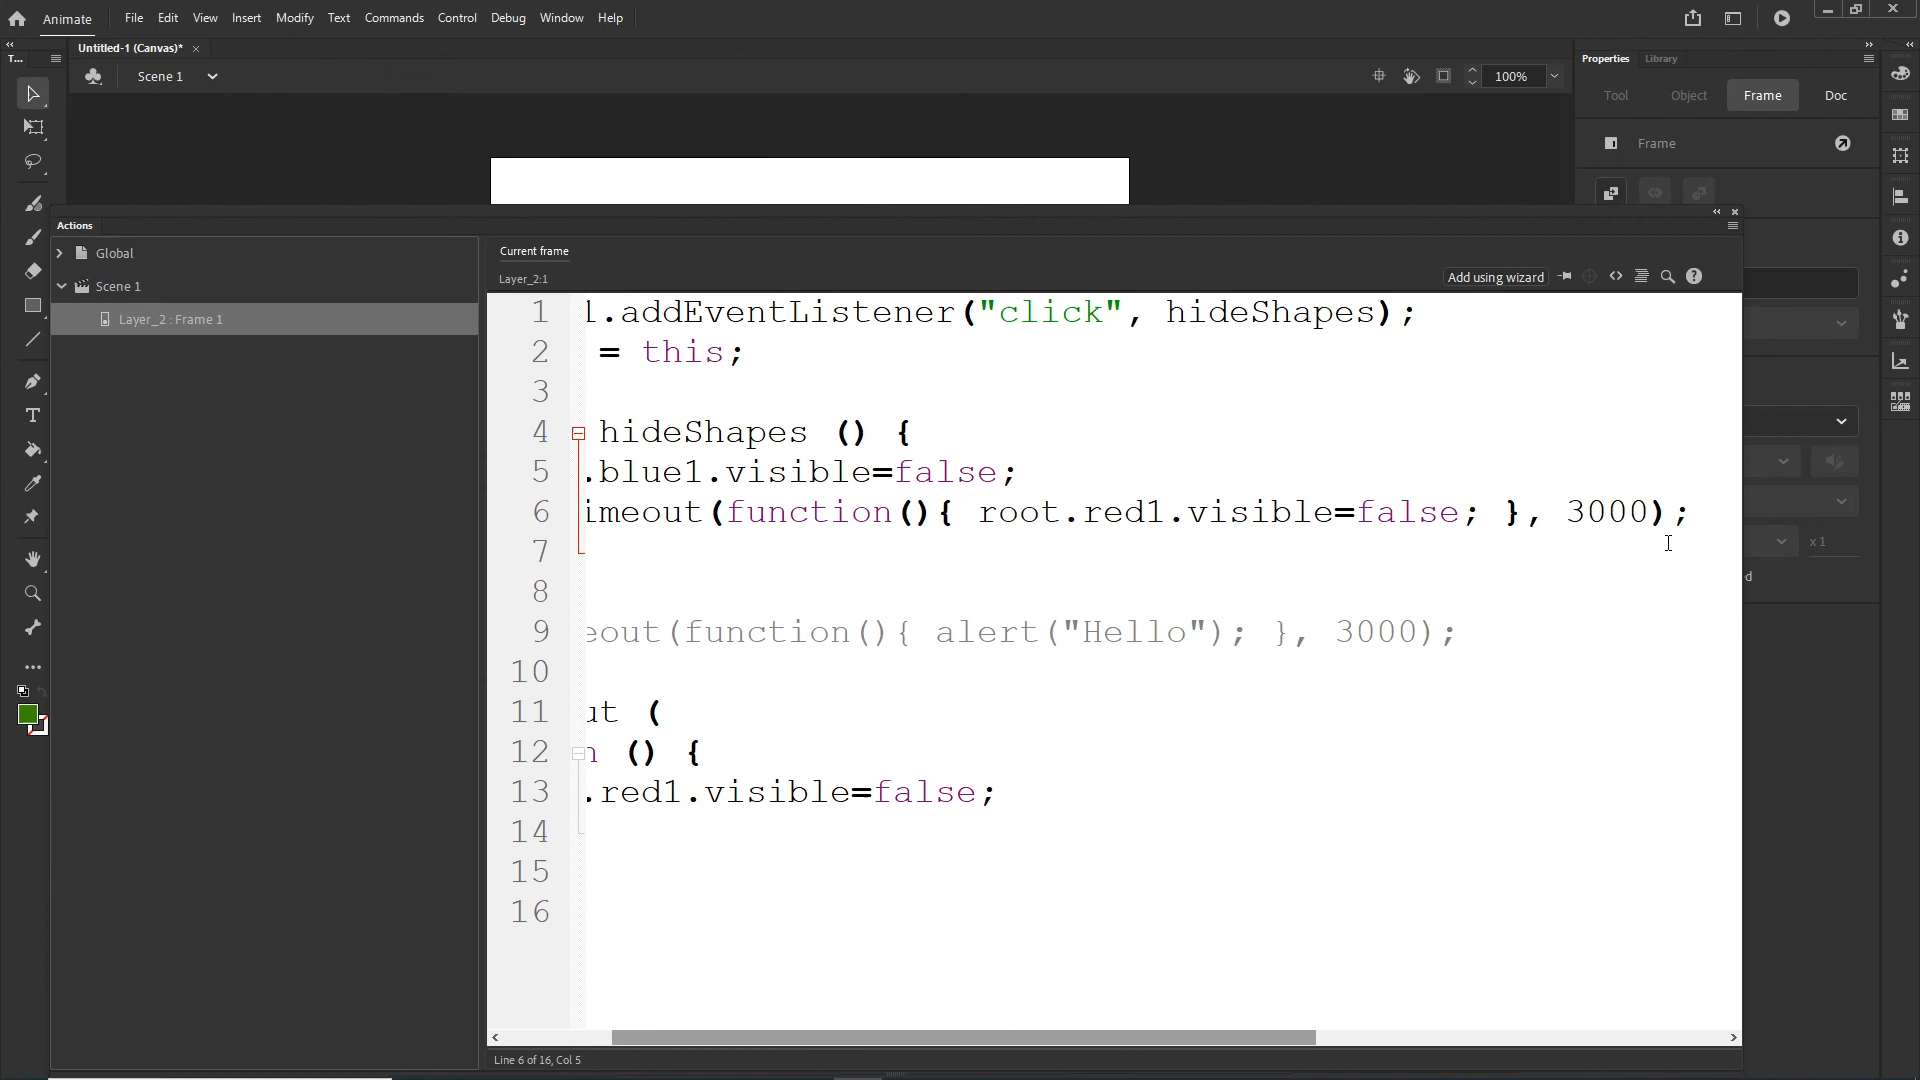 Animate File Edit View Insert Modify Text Commands Control Debug Window Help
Untitled-1 (Canvas)* ×
T...
Properties Library
Scene 1
100%
Tool Object Frame Doc
Frame
Actions
Global
Scene 1
Layer_2 : Frame 1
Current frame
Layer_2:1
Add using wizard
1 l.addEventListener("click", hideShapes);
2 = this;
3
4 hideShapes () {
5 .blue1.visible=false;
6 imeout(function(){ root.red1.visible=false; }, 3000);
7
8
9 eout(function(){ alert("Hello"); }, 3000);
10
11 ut (
12 n () {
13 .red1.visible=false;
14
15
16
x 1
d
Line 6 of 16, Col 5